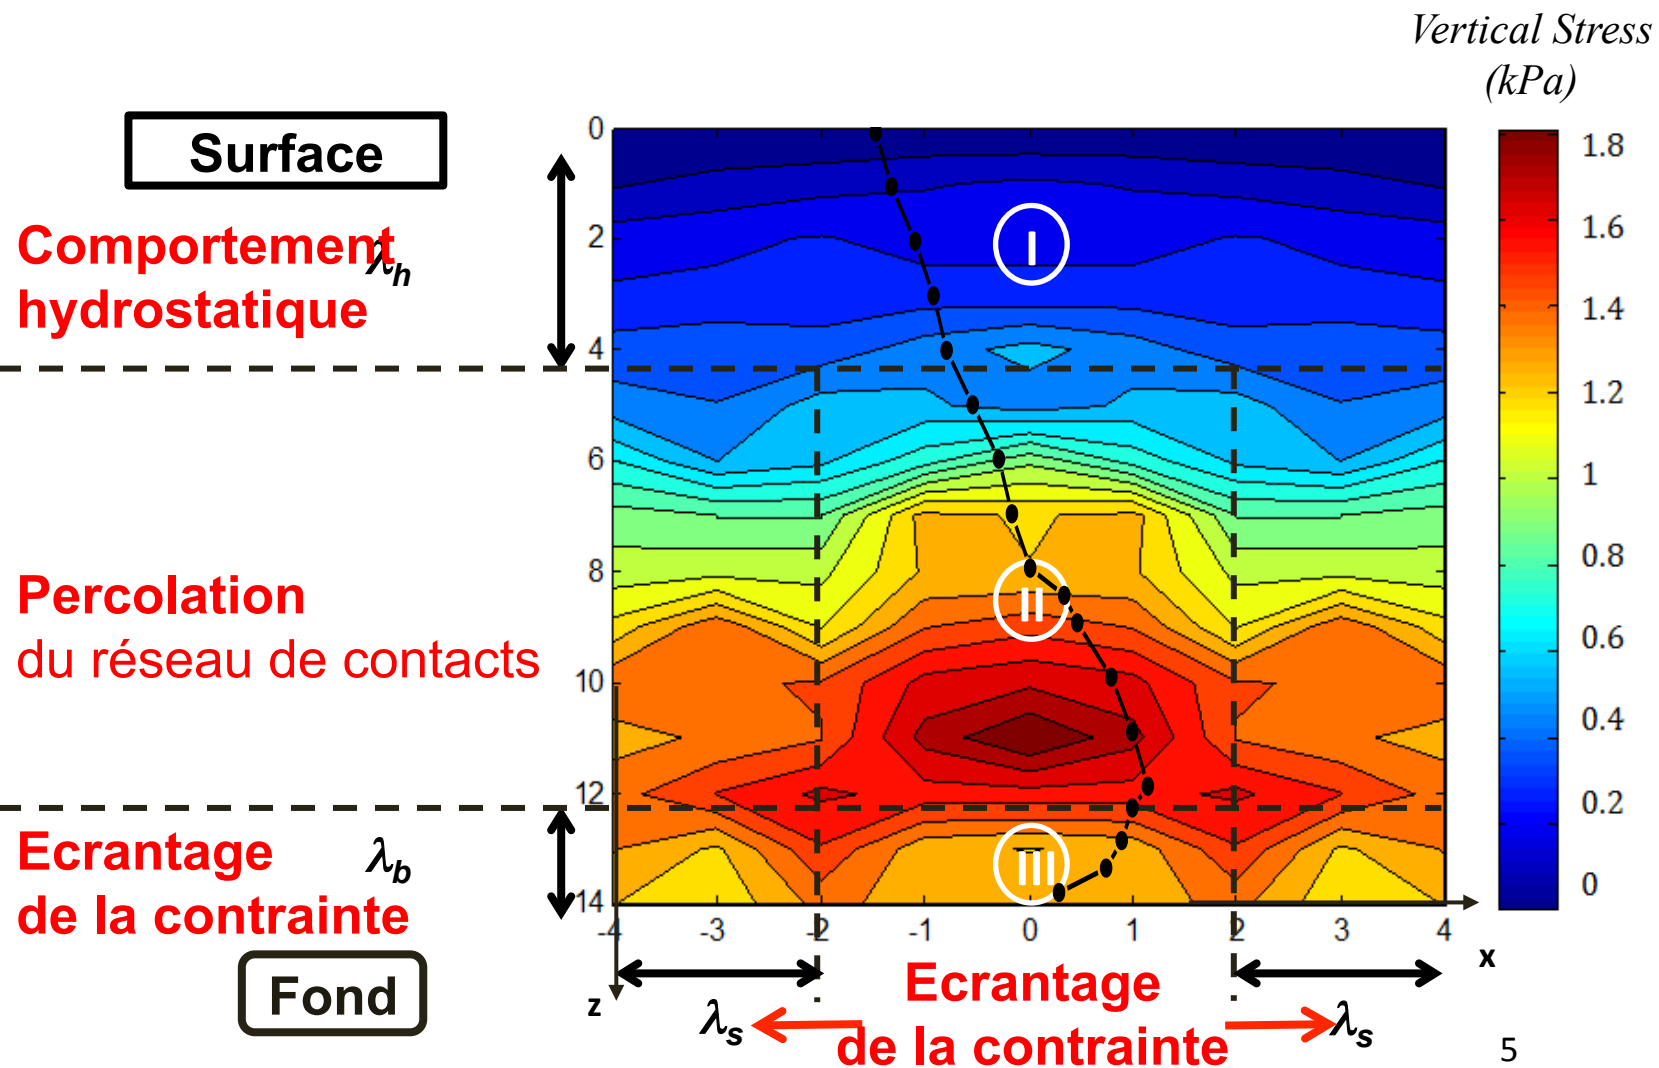 Vertical Stress
(kPa)
Surface
Comportement
hydrostatique
λh
Percolation
du réseau de contacts
Ecrantage
de la contrainte
λb
Fond
0
2
4
6
8
10
12
14
I
II
III
-4 -3 -2 -1 0 1 2 3 4
x
z
λs
Ecrantage
de la contrainte
λs
1.8
1.6
1.4
1.2
1
0.8
0.6
0.4
0.2
0
5